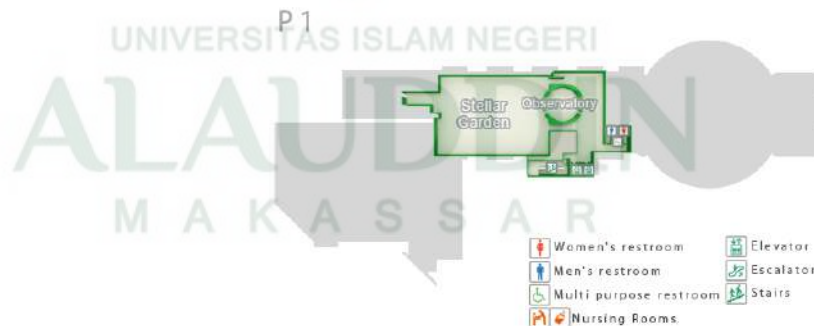 P1
UNIVERSITAS ISLAM NEGERI
ALAUDDIN
MAKASSAR
Stellar
Garden
Observatory
Women's restroom
Elevator
Men's restroom
Escalator
Multi purpose restroom
Stairs
Nursing Rooms